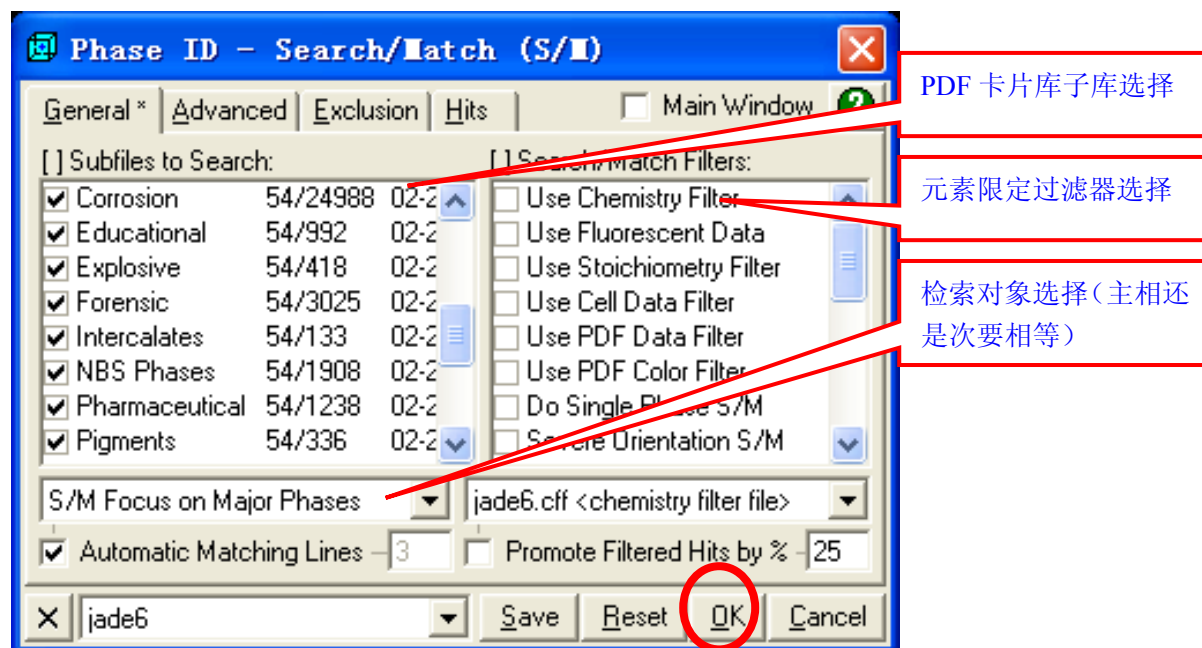 Phase ID - Search/Match (S/M)
General * Advanced Exclusion Hits Main Window ?
[ ] Subfiles to Search: [ ] Search/Match Filters:
Corrosion 54/24988 02-2
Educational 54/992 02-2
Explosive 54/418 02-2
Forensic 54/3025 02-2
Intercalates 54/133 02-2
NBS Phases 54/1908 02-2
Pharmaceutical 54/1238 02-2
Pigments 54/336 02-2
Use Chemistry Filter
Use Fluorescent Data
Use Stoichiometry Filter
Use Cell Data Filter
Use PDF Data Filter
Use PDF Color Filter
Do Single Phase S/M
Severe Orientation S/M
S/M Focus on Major Phases jade6.cff <chemistry filter file>
Automatic Matching Lines 3 Promote Filtered Hits by % 25
jade6 Save Reset OK Cancel
PDF 卡片库子库选择
元素限定过滤器选择
检索对象选择（主相还
是次要相等）